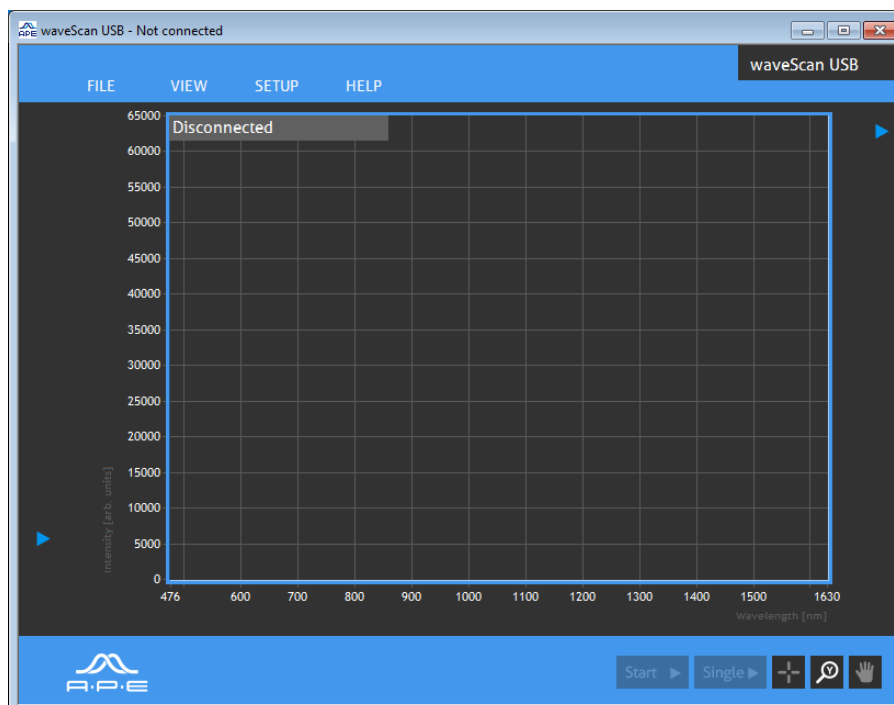 APE waveScan USB - Not connected
waveScan USB
FILE VIEW SETUP HELP
Disconnected
65000
60000
55000
50000
45000
40000
35000
30000
25000
20000
15000
10000
5000
0
Intensity [arb. units]
476 600 700 800 900 1000 1100 1200 1300 1400 1500 1630
Wavelength [nm]
A·P·E
Start Single Y